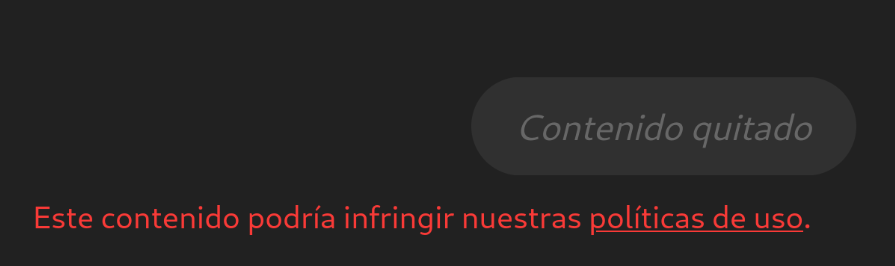 Contenido quitado
Este contenido podría infringir nuestras políticas de uso.